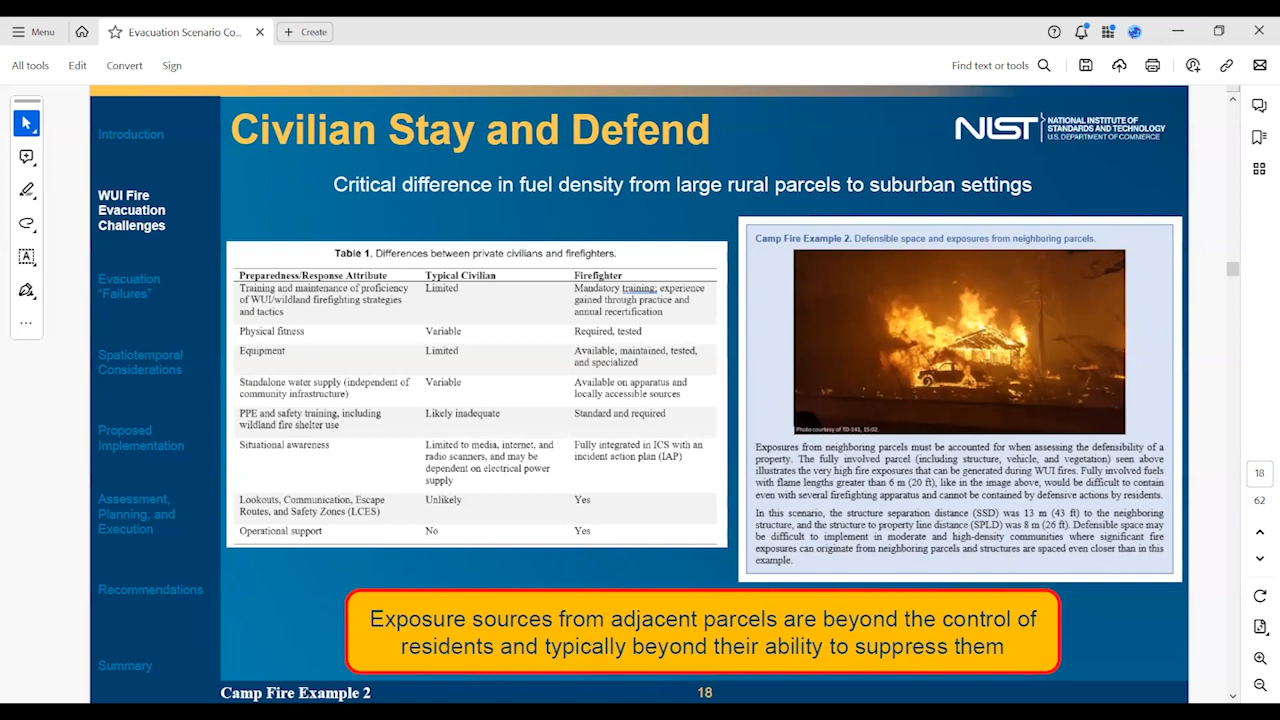 Menu
Evacuation Scenario Co...
Create
All tools
Edit
Convert
Sign
Find text or tools
Introduction
WUI Fire
Evacuation
Challenges
Evacuation
“Failures”
Spatiotemporal
Considerations
Proposed
Implementation
Assessment,
Planning, and
Execution
Recommendations
Summary
Civilian Stay and Defend
NIST
NATIONAL INSTITUTE OF
STANDARDS AND TECHNOLOGY
U.S. DEPARTMENT OF COMMERCE
Critical difference in fuel density from large rural parcels to suburban settings
Table 1. Differences between private civilians and firefighters.
Preparedness/Response Attribute Typical Civilian Firefighter
Training and maintenance of proficiency Limited Mandatory training; experience
of WUI/wildland firefighting strategies gained through practice and
and tactics annual recertification
Physical fitness Variable Required, tested
Equipment Limited Available, maintained, tested,
and specialized
Standalone water supply (independent of Variable Available on apparatus and
community infrastructure) locally accessible sources
PPE and safety training, including Likely inadequate Standard and required
wildland fire shelter use
Situational awareness Limited to media, internet, and Fully integrated in ICS with an
radio scanners, and may be incident action plan (IAP)
dependent on electrical power
supply
Lookouts, Communication, Escape Unlikely Yes
Routes, and Safety Zones (LCES)
Operational support No Yes
Camp Fire Example 2. Defensible space and exposures from neighboring parcels.
Photo courtesy of TD-141, 15:02.
Exposures from neighboring parcels must be accounted for when assessing the defensibility of a
property. The fully involved parcel (including structure, vehicle, and vegetation) seen above
illustrates the very high fire exposures that can be generated during WUI fires. Fully involved fuels
with flame lengths greater than 6 m (20 ft), like in the image above, would be difficult to contain
even with several firefighting apparatus and cannot be contained by defensive actions by residents.
In this scenario, the structure separation distance (SSD) was 13 m (43 ft) to the neighboring
structure, and the structure to property line distance (SPLD) was 8 m (26 ft). Defensible space may
be difficult to implement in moderate and high-density communities where significant fire
exposures can originate from neighboring parcels and structures are spaced even closer than in this
example.
Exposure sources from adjacent parcels are beyond the control of
residents and typically beyond their ability to suppress them
Camp Fire Example 2
18
18
62